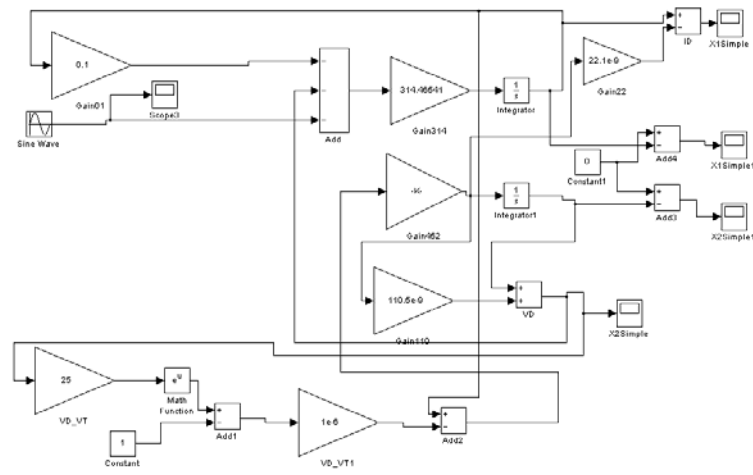 0.1
Gain01
Scope3
Sine Wave
Add
314.46541
Gain314
1
s
Integrator
22.1e-9
Gain22
ID
X1Simple
0
Constant1
Add4
X1Simple1
Add3
X2Simple1
-K-
Gain462
1
s
Integrator1
110.5e-9
Gain110
VD
X2Simple
25
VD_VT
e^u
Math
Function
1
Constant
Add1
1e-6
VD_VT1
Add2